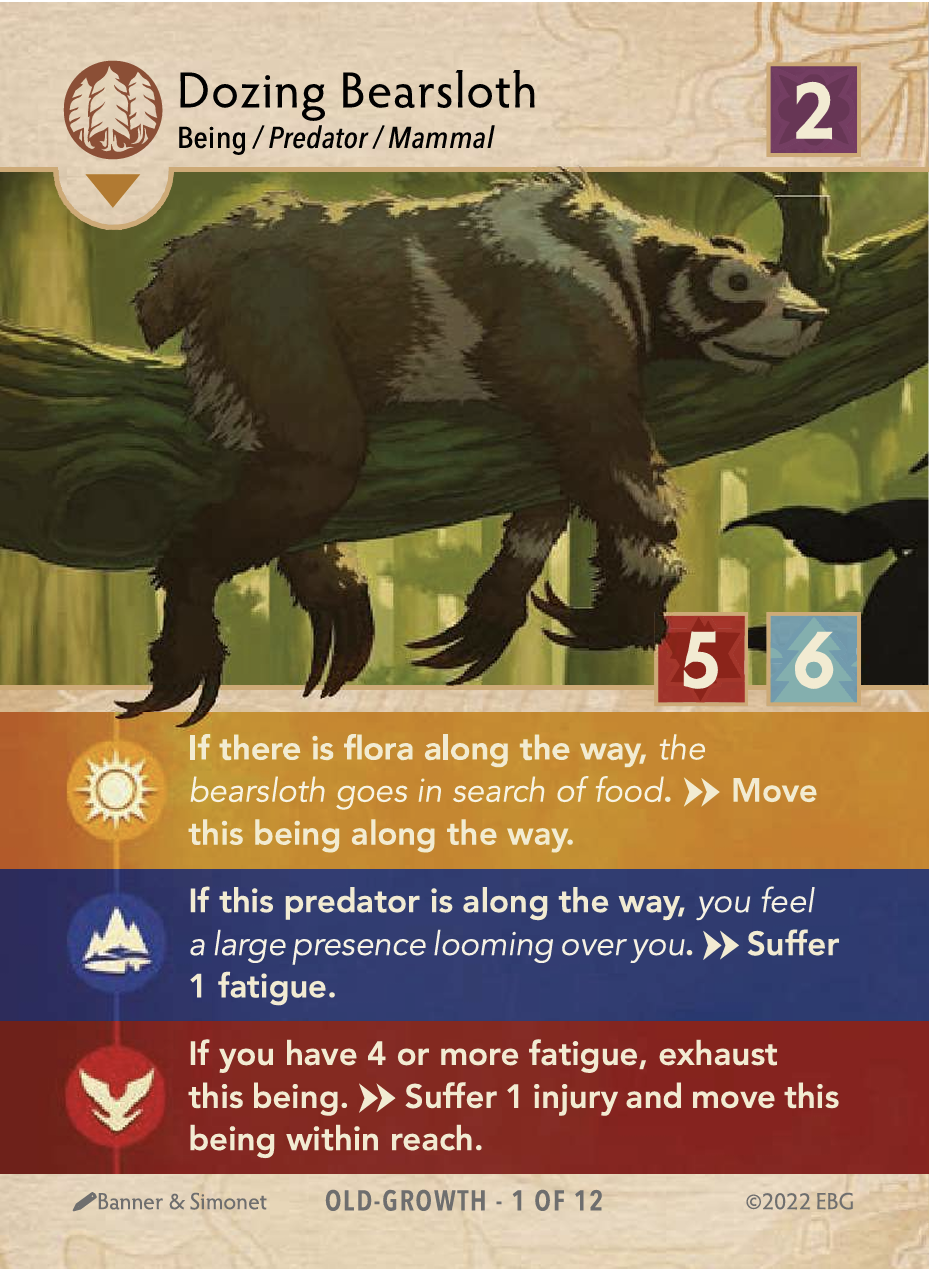 Dozing Bearsloth
Being / Predator / Mammal
2
5
6
If there is flora along the way, the
bearsloth goes in search of food. Move
this being along the way.
If this predator is along the way, you feel
a large presence looming over you. Suffer
1 fatigue.
If you have 4 or more fatigue, exhaust
this being. Suffer 1 injury and move this
being within reach.
Banner & Simonet
OLD-GROWTH - 1 OF 12
©2022 EBG